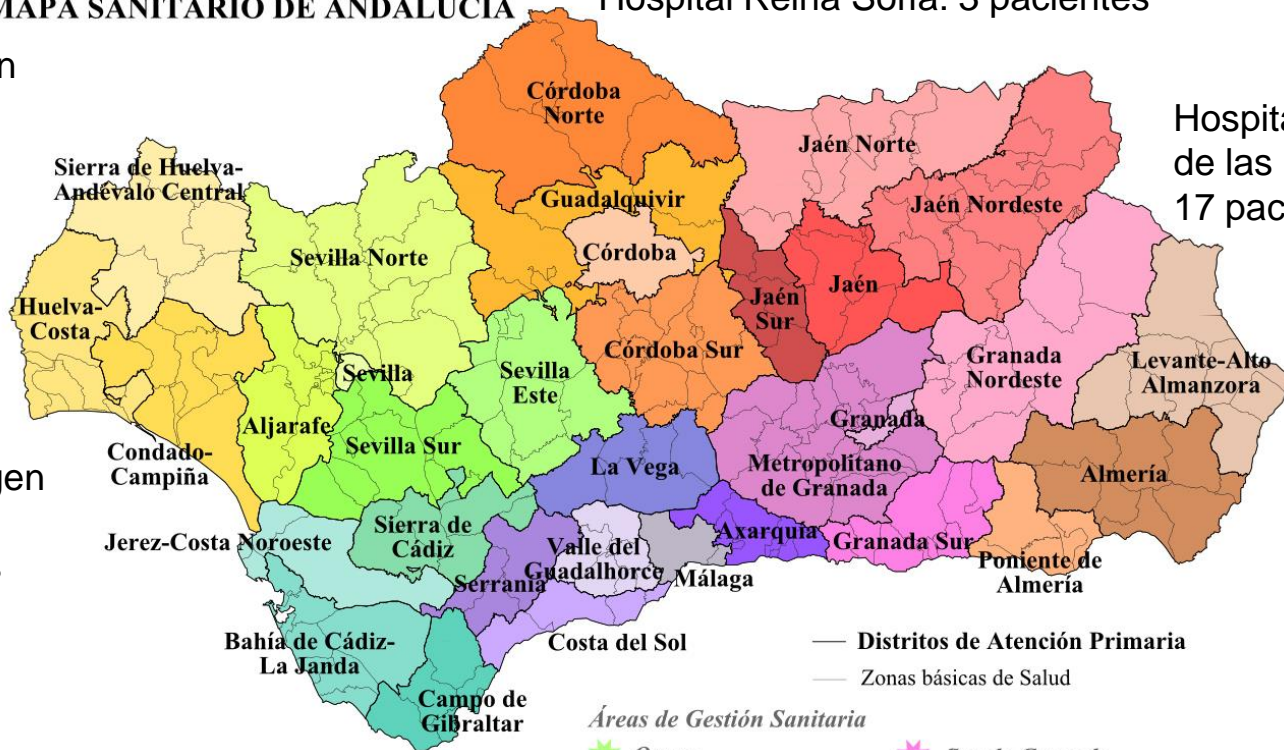 MAPA SANITARIO DE ANDALUCÍA
Hospital Reina Sofía: 3 pacientes
Hospita
de las
17 pac
Córdoba
Norte
Jaén Norte
Sierra de Huelva-
Andévalo Central
Guadalquivir
Jaén Nordeste
Sevilla Norte
Córdoba
Huelva-
Costa
Jaén
Sur
Jaén
Córdoba Sur
Sevilla
Sevilla
Este
Granada
Nordeste
Levante-Alto
Almanzora
Aljarafe
Sevilla Sur
Granada
Condado-
Campiña
La Vega
Metropolitano
de Granada
Almería
gen
Jerez-Costa Noroeste
Sierra de
Cádiz
Valle del
Guadalhorce
Axarquía
Granada Sur
Serranía
Málaga
Poniente de
Almería
Bahía de Cádiz-
La Janda
Costa del Sol
Distritos de Atención Primaria
Zonas básicas de Salud
Campo de
Gibraltar
Áreas de Gestión Sanitaria